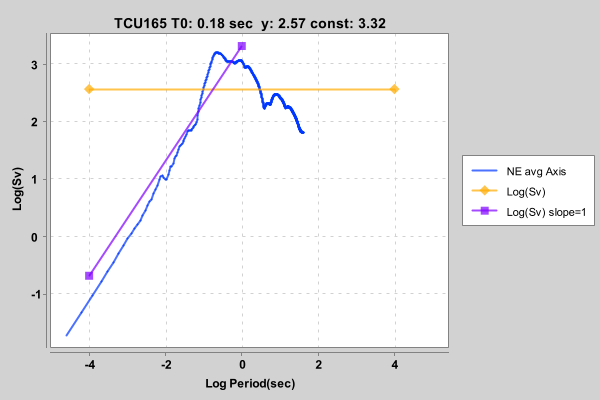 TCU165 T0: 0.18 sec y: 2.57 const: 3.32
Log(Sv)
3
2
1
0
-1
-4
-2
0
2
4
Log Period(sec)
NE avg Axis
Log(Sv)
Log(Sv) slope=1